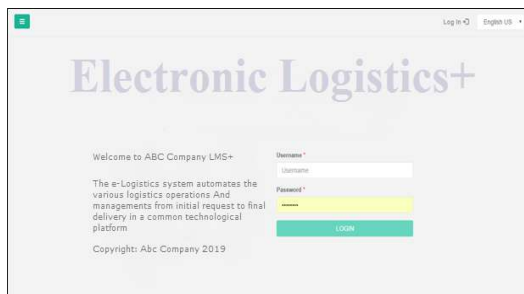 Log In
English US
Electronic Logistics+
Welcome to ABC Company LMS+
The e-Logistics system automates the
various logistics operations And
managements from initial request to final
delivery in a common technological
platform
Copyright: Abc Company 2019
Username *
Username
Password *
LOGIN